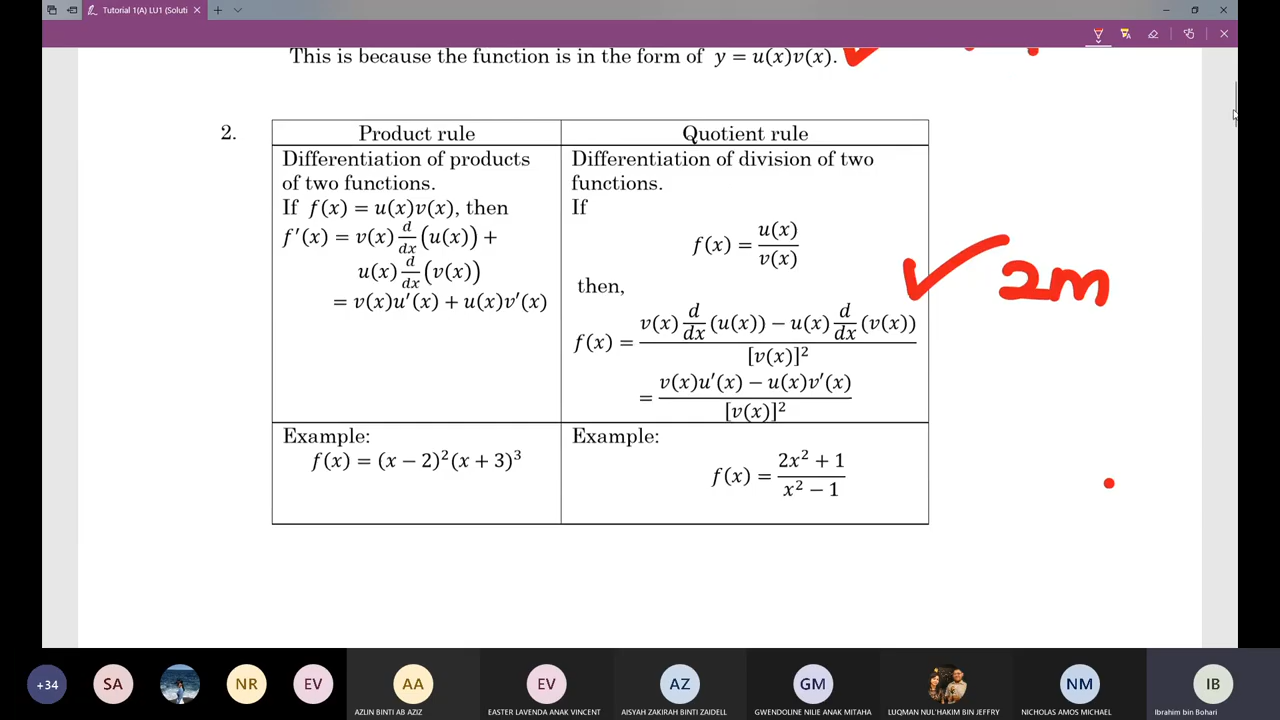 Tutorial 1(A) LU1 (Soluti
This is because the function is in the form of y = u(x)v(x).
2.
Product rule
Quotient rule
Differentiation of products
of two functions.
If f(x) = u(x)v(x), then
f′(x) = v(x) d/dx (u(x)) +
u(x) d/dx (v(x))
= v(x)u′(x) + u(x)v′(x)
Differentiation of division of two
functions.
If
f(x) = u(x)/v(x)
then,
f(x) = (v(x) d/dx (u(x)) − u(x) d/dx (v(x)))/[v(x)]²
= (v(x)u′(x) − u(x)v′(x))/[v(x)]²
2m
Example:
f(x) = (x − 2)²(x + 3)³
Example:
f(x) = (2x² + 1)/(x² − 1)
+34
SA
NR
EV
AA
EV
AZ
GM
NM
IB
AZLIN BINTI AB AZIZ
EASTER LAVENDA ANAK VINCENT
AISYAH ZAKIRAH BINTI ZAIDELL
GWENDOLINE NILIE ANAK MITAHA
LUQMAN NUL'HAKIM BIN JEFFRY
NICHOLAS AMOS MICHAEL
Ibrahim bin Bohari